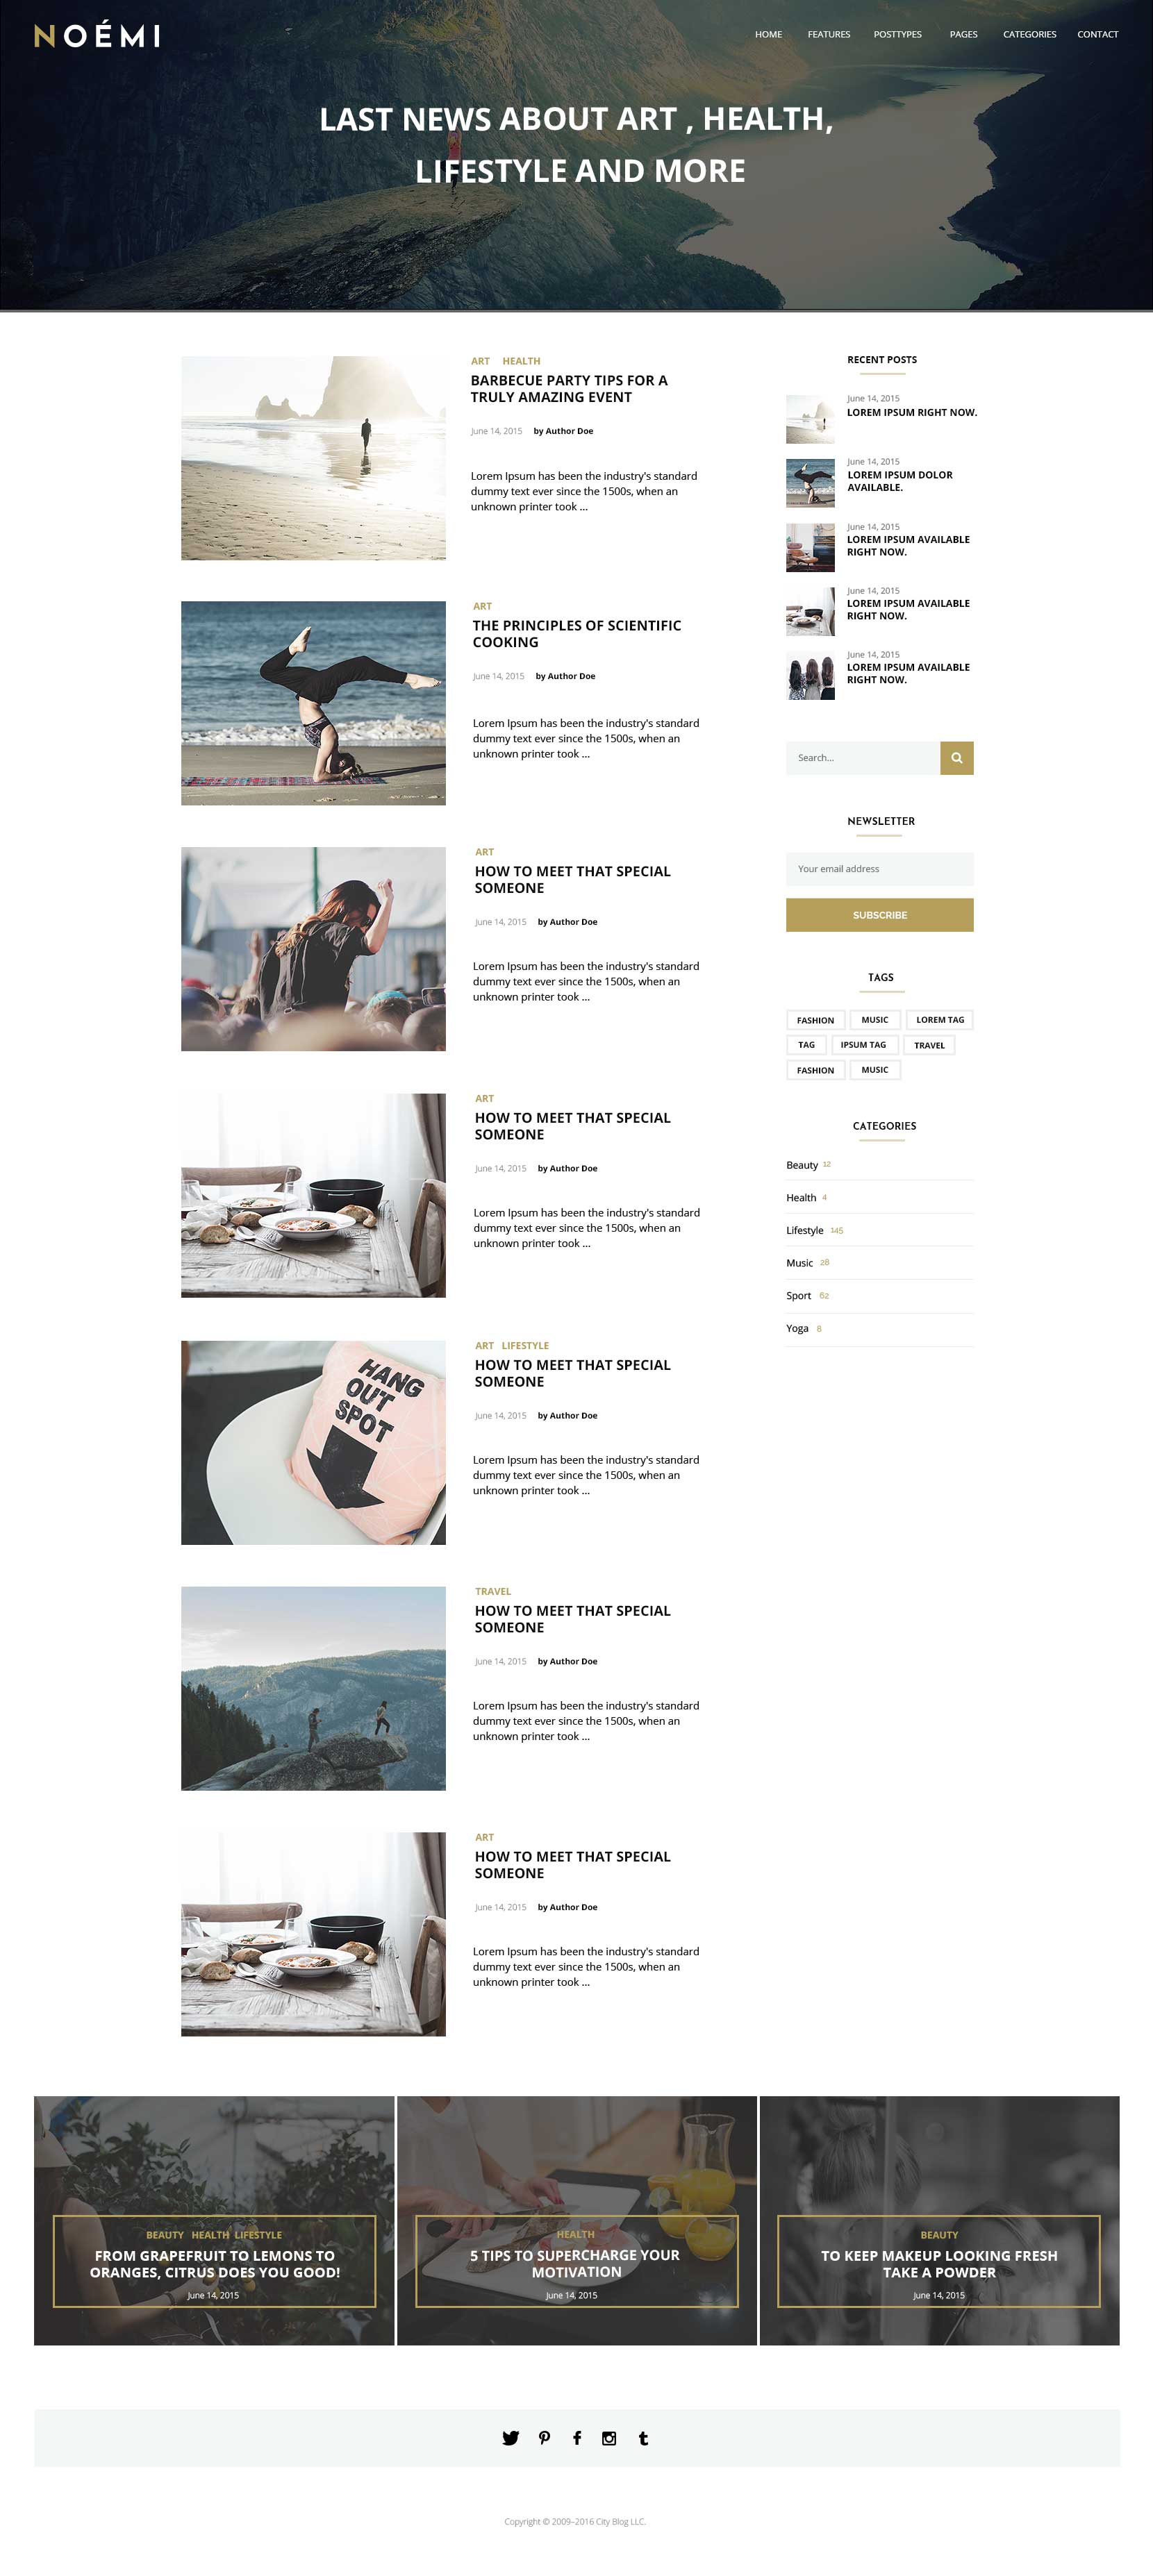 NOÉMI
HOME FEATURES POSTTYPES PAGES CATEGORIES CONTACT
LAST NEWS ABOUT ART , HEALTH,
LIFESTYLE AND MORE
ART HEALTH
BARBECUE PARTY TIPS FOR A
TRULY AMAZING EVENT
June 14, 2015 by Author Doe
Lorem Ipsum has been the industry's standard
dummy text ever since the 1500s, when an
unknown printer took ...
ART
THE PRINCIPLES OF SCIENTIFIC
COOKING
June 14, 2015 by Author Doe
Lorem Ipsum has been the industry's standard
dummy text ever since the 1500s, when an
unknown printer took ...
ART
HOW TO MEET THAT SPECIAL
SOMEONE
June 14, 2015 by Author Doe
Lorem Ipsum has been the industry's standard
dummy text ever since the 1500s, when an
unknown printer took ...
ART
HOW TO MEET THAT SPECIAL
SOMEONE
June 14, 2015 by Author Doe
Lorem Ipsum has been the industry's standard
dummy text ever since the 1500s, when an
unknown printer took ...
HANG
OUT
SPOT
ART LIFESTYLE
HOW TO MEET THAT SPECIAL
SOMEONE
June 14, 2015 by Author Doe
Lorem Ipsum has been the industry's standard
dummy text ever since the 1500s, when an
unknown printer took ...
TRAVEL
HOW TO MEET THAT SPECIAL
SOMEONE
June 14, 2015 by Author Doe
Lorem Ipsum has been the industry's standard
dummy text ever since the 1500s, when an
unknown printer took ...
ART
HOW TO MEET THAT SPECIAL
SOMEONE
June 14, 2015 by Author Doe
Lorem Ipsum has been the industry's standard
dummy text ever since the 1500s, when an
unknown printer took ...
RECENT POSTS
June 14, 2015
LOREM IPSUM RIGHT NOW.
June 14, 2015
LOREM IPSUM DOLOR
AVAILABLE.
June 14, 2015
LOREM IPSUM AVAILABLE
RIGHT NOW.
June 14, 2015
LOREM IPSUM AVAILABLE
RIGHT NOW.
June 14, 2015
LOREM IPSUM AVAILABLE
RIGHT NOW.
Search...
NEWSLETTER
Your email address
SUBSCRIBE
TAGS
FASHION MUSIC LOREM TAG
TAG IPSUM TAG TRAVEL
FASHION MUSIC
CATEGORIES
Beauty 12
Health 4
Lifestyle 145
Music 28
Sport 62
Yoga 8
BEAUTY HEALTH LIFESTYLE
FROM GRAPEFRUIT TO LEMONS TO
ORANGES, CITRUS DOES YOU GOOD!
June 14, 2015
HEALTH
5 TIPS TO SUPERCHARGE YOUR
MOTIVATION
June 14, 2015
BEAUTY
TO KEEP MAKEUP LOOKING FRESH
TAKE A POWDER
June 14, 2015
Copyright © 2009–2016 City Blog LLC.